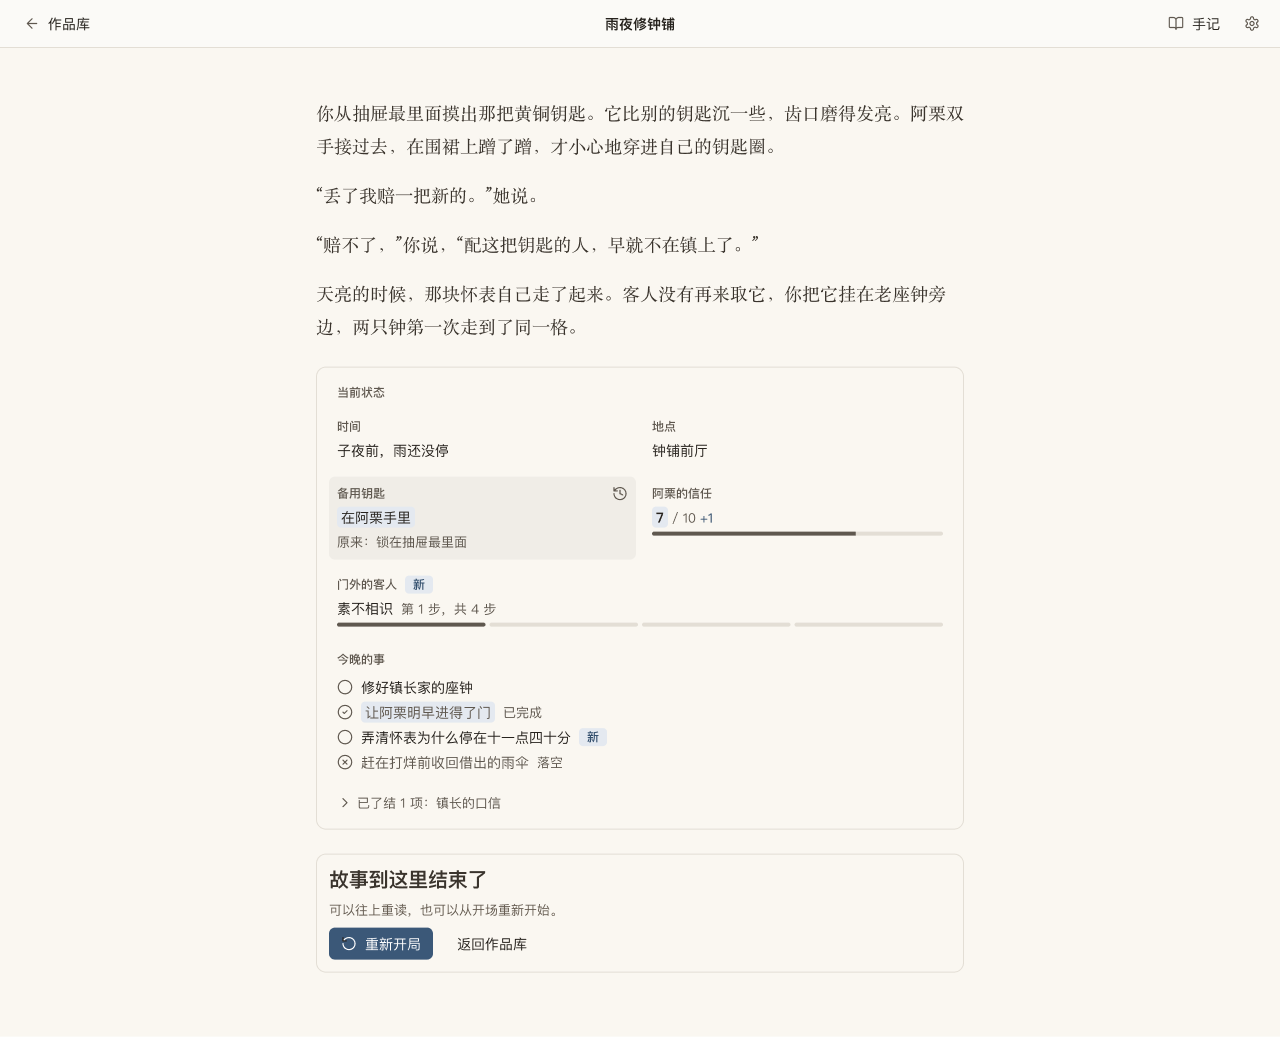 作品库
雨夜修钟铺
手记
你从抽屉最里面摸出那把黄铜钥匙。它比别的钥匙沉一些，齿口磨得发亮。阿栗双
手接过去，在围裙上蹭了蹭，才小心地穿进自己的钥匙圈。
“丢了我赔一把新的。”她说。
“赔不了，”你说，“配这把钥匙的人，早就不在镇上了。”
天亮的时候，那块怀表自己走了起来。客人没有再来取它，你把它挂在老座钟旁
边，两只钟第一次走到了同一格。
当前状态
时间
子夜前，雨还没停
地点
钟铺前厅
备用钥匙
在阿栗手里
原来：锁在抽屉最里面
阿栗的信任
7 / 10 +1
门外的客人 新
素不相识 第 1 步，共 4 步
今晚的事
修好镇长家的座钟
让阿栗明早进得了门 已完成
弄清怀表为什么停在十一点四十分 新
赶在打烊前收回借出的雨伞 落空
已了结 1 项：镇长的口信
故事到这里结束了
可以往上重读，也可以从开场重新开始。
重新开局
返回作品库